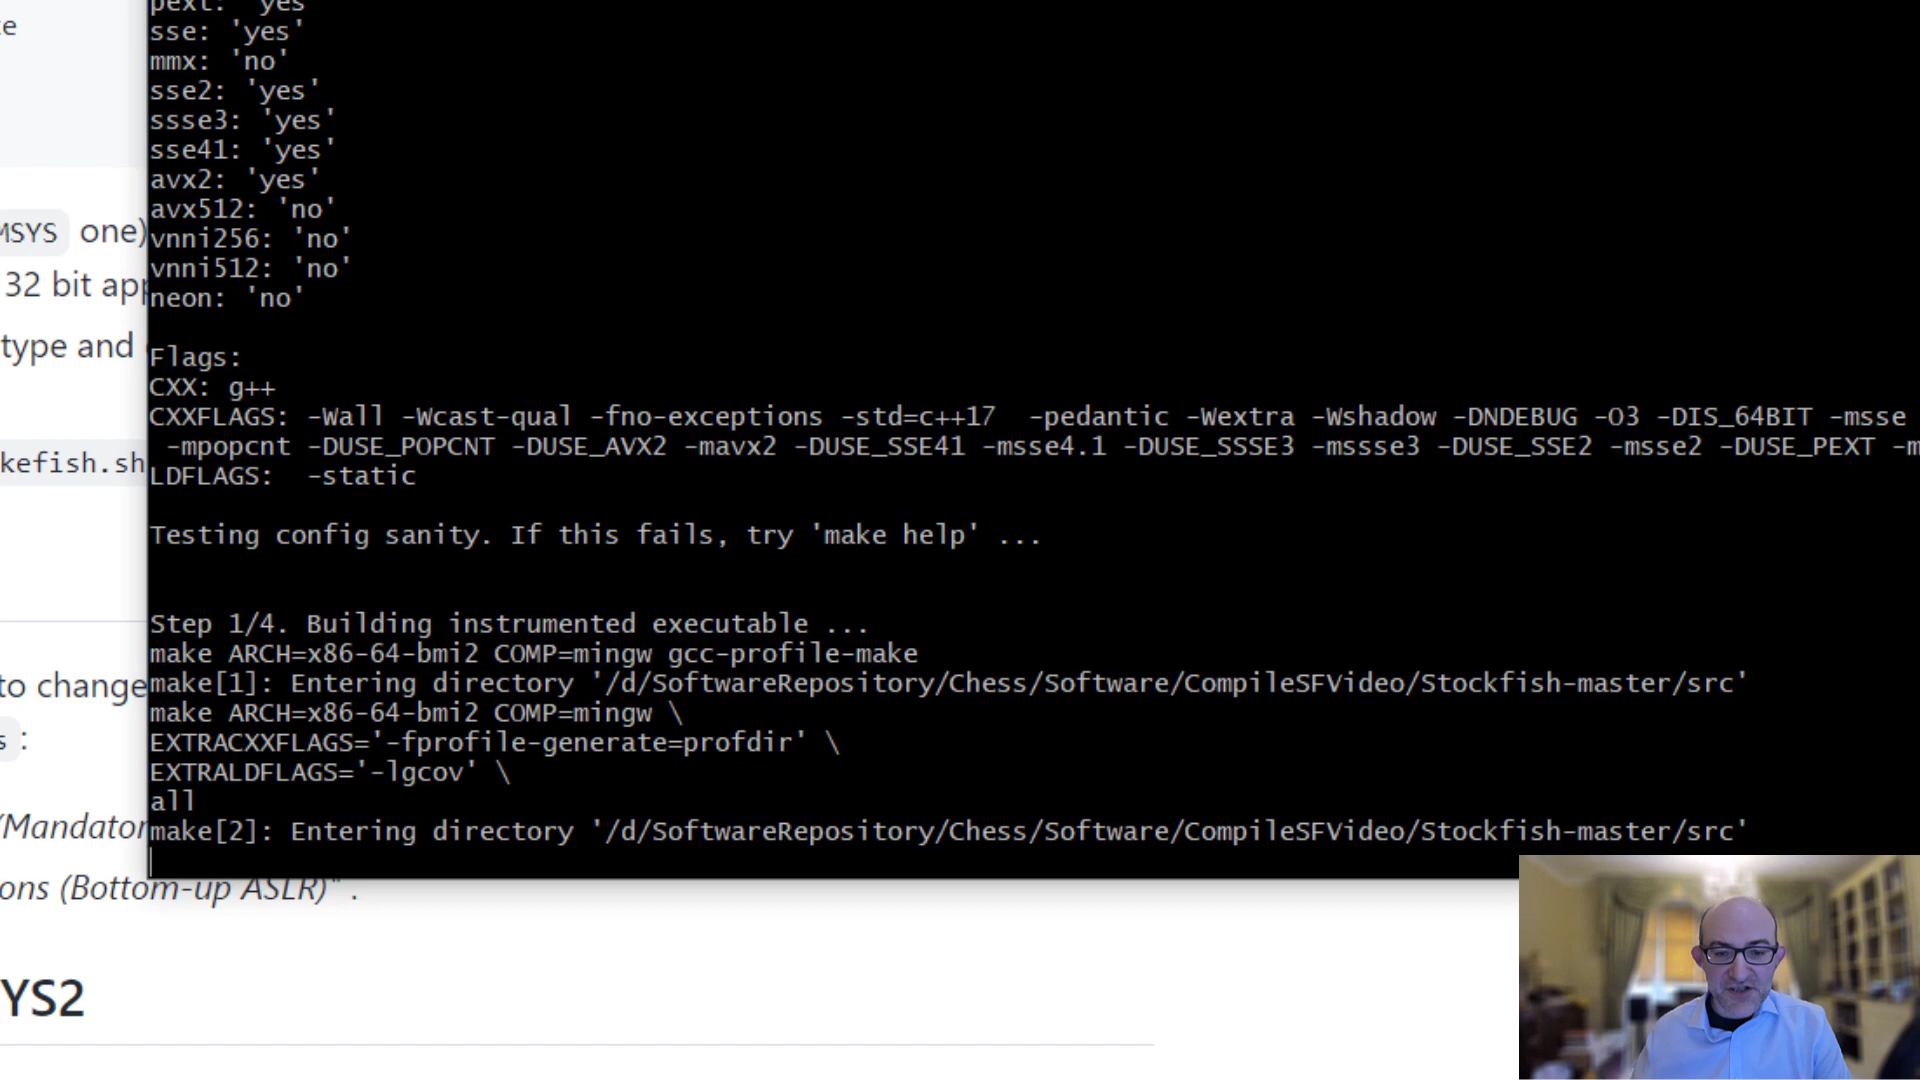 te
pext: 'yes'
sse: 'yes'
mmx: 'no'
sse2: 'yes'
ssse3: 'yes'
sse41: 'yes'
avx2: 'yes'
avx512: 'no'
vnni256: 'no'
vnni512: 'no'
neon: 'no'
MSYS one)
32 bit app
type and
kefish.sh
to change
s :
/Mandator
ons (Bottom-up ASLR)" .
YS2
Flags:
CXX: g++
CXXFLAGS: -Wall -Wcast-qual -fno-exceptions -std=c++17  -pedantic -Wextra -Wshadow -DNDEBUG -O3 -DIS_64BIT -msse
-mpopcnt -DUSE_POPCNT -DUSE_AVX2 -mavx2 -DUSE_SSE41 -msse4.1 -DUSE_SSSE3 -mssse3 -DUSE_SSE2 -msse2 -DUSE_PEXT -m
LDFLAGS:  -static
Testing config sanity. If this fails, try 'make help' ...
Step 1/4. Building instrumented executable ...
make ARCH=x86-64-bmi2 COMP=mingw gcc-profile-make
make[1]: Entering directory '/d/SoftwareRepository/Chess/Software/CompileSFVideo/Stockfish-master/src'
make ARCH=x86-64-bmi2 COMP=mingw \
EXTRACXXFLAGS='-fprofile-generate=profdir' \
EXTRALDFLAGS='-lgcov' \
all
make[2]: Entering directory '/d/SoftwareRepository/Chess/Software/CompileSFVideo/Stockfish-master/src'